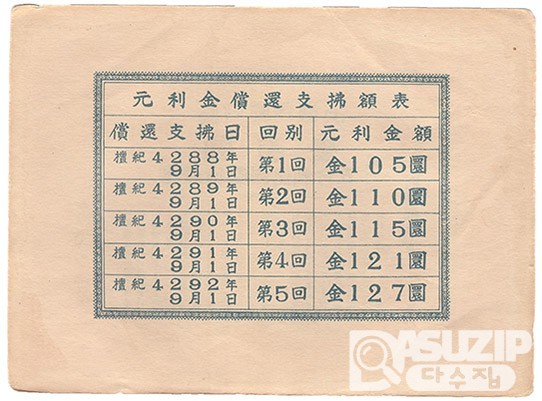 元利金償還支拂額表
償還支拂日 回別 元利金額
檀紀4288年9月1日 第1回 金105圜
檀紀4289年9月1日 第2回 金110圜
檀紀4290年9月1日 第3回 金115圜
檀紀4291年9月1日 第4回 金121圜
檀紀4292年9月1日 第5回 金127圜
DASUZIP
다수집